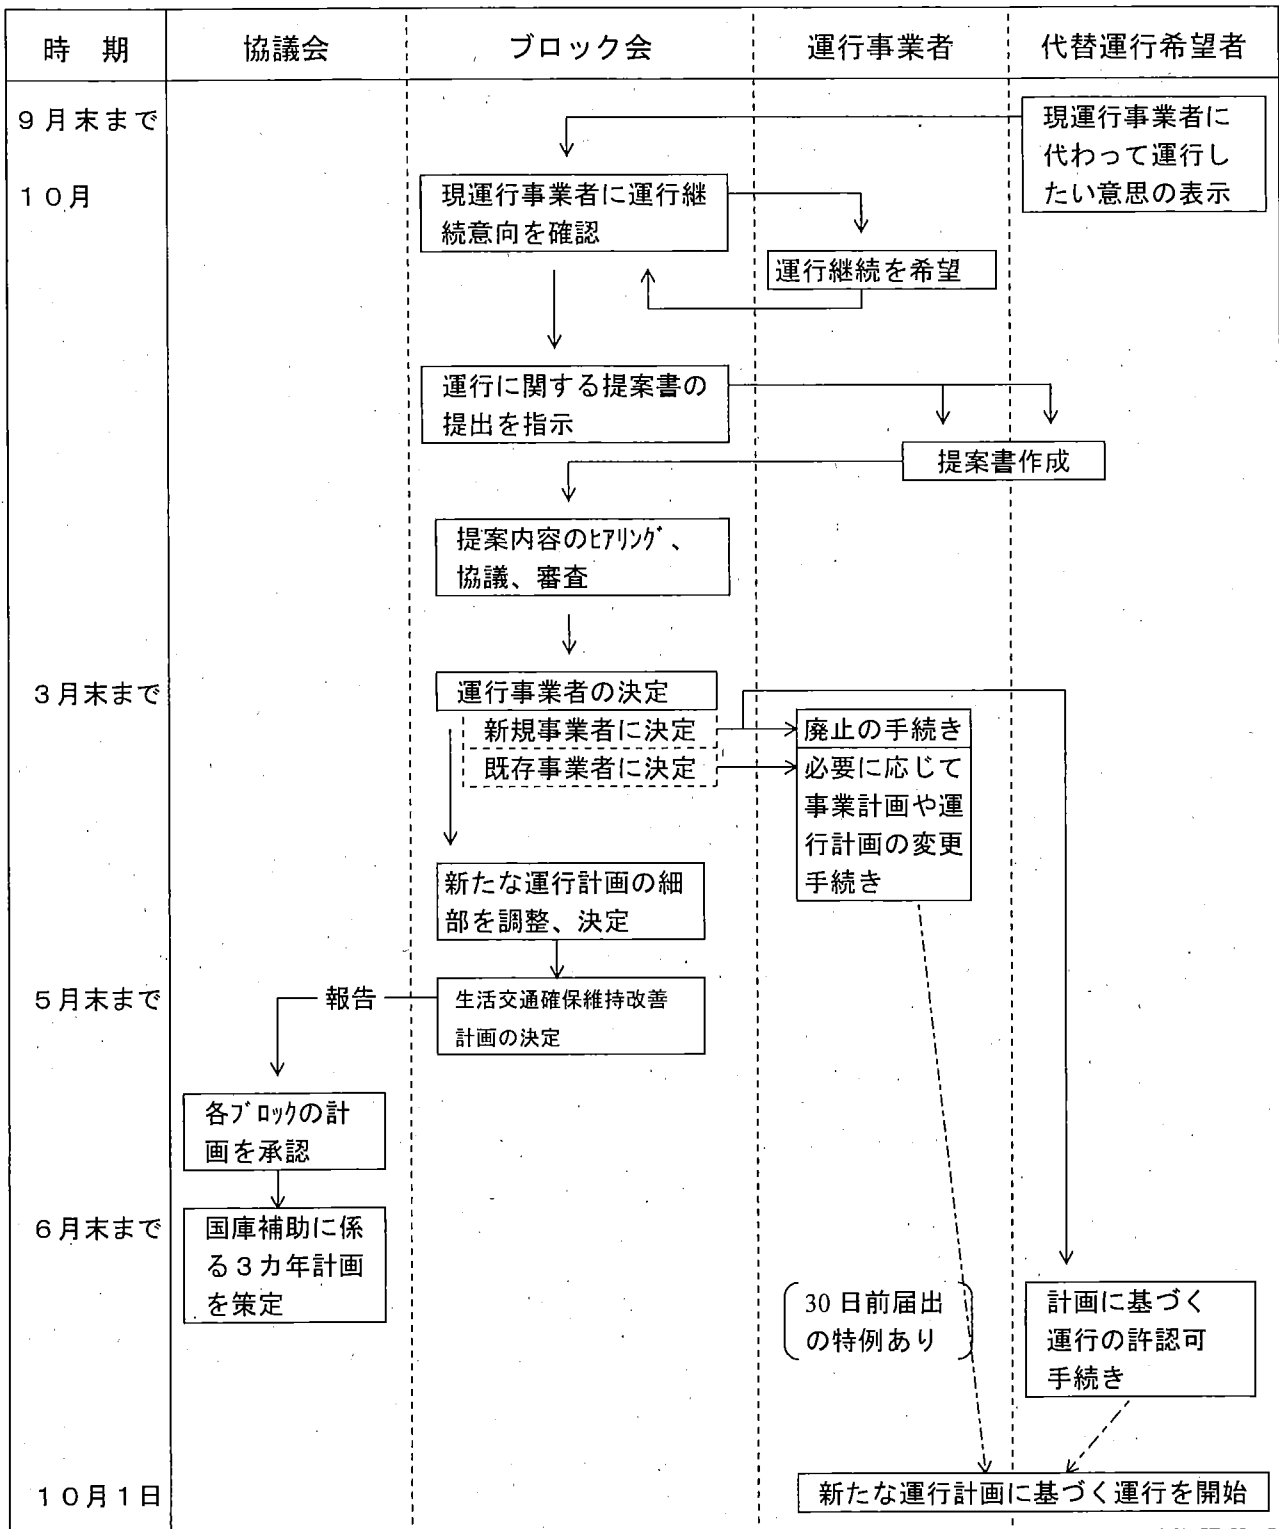 時　期　協議会　ブロック会　運行事業者　代替運行希望者
9月末まで
現運行事業者に
代わって運行し
たい意思の表示
10月
現運行事業者に運行継
続意向を確認
運行継続を希望
運行に関する提案書の
提出を指示
提案書作成
提案内容のﾋｱﾘﾝｸﾞ、
協議、審査
3月末まで
運行事業者の決定
新規事業者に決定
既存事業者に決定
廃止の手続き
必要に応じて
事業計画や運
行計画の変更
手続き
新たな運行計画の細
部を調整、決定
5月末まで
報告
生活交通確保維持改善
計画の決定
各ﾌﾞﾛｯｸの計
画を承認
6月末まで
国庫補助に係
る3カ年計画
を策定
30日前届出
の特例あり
計画に基づく
運行の許認可
手続き
10月1日
新たな運行計画に基づく運行を開始